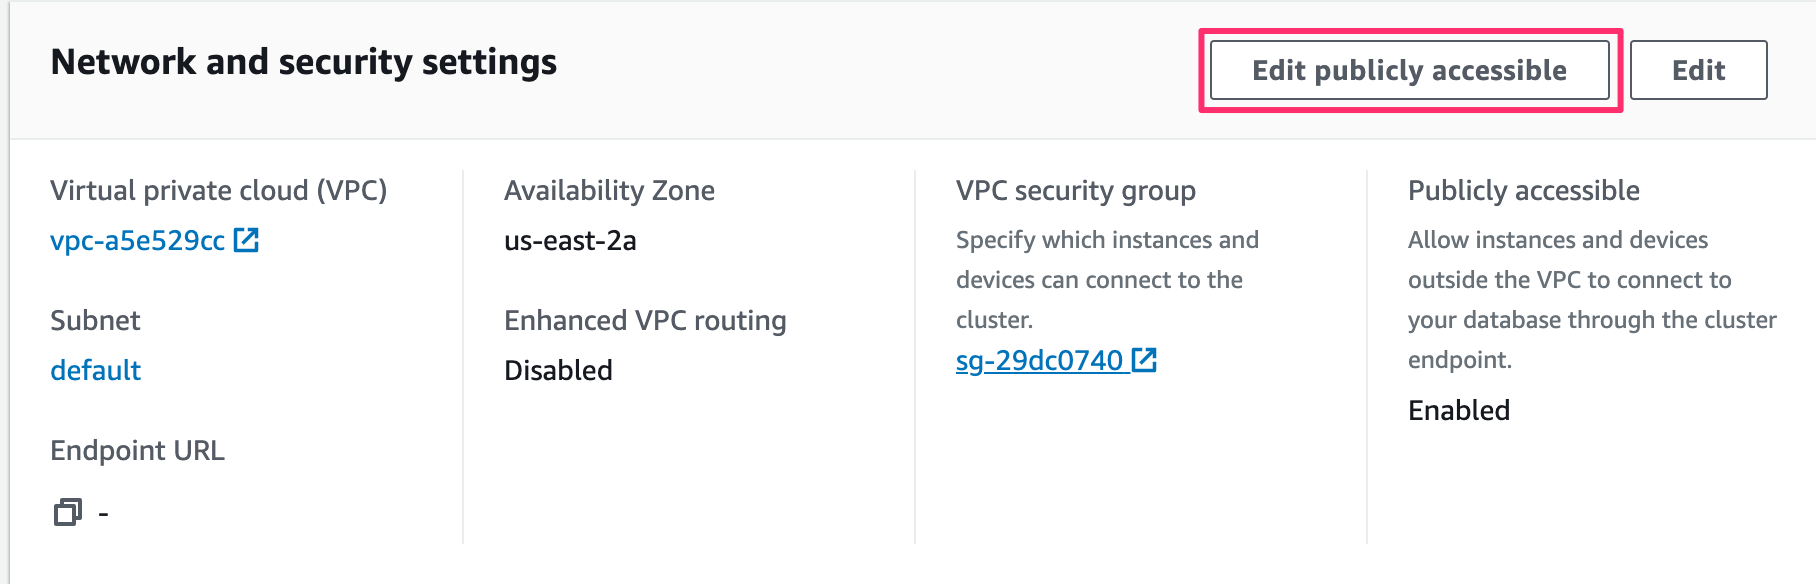 Network and security settings
Edit publicly accessible
Edit
Virtual private cloud (VPC)
vpc-a5e529cc
Subnet
default
Endpoint URL
-
Availability Zone
us-east-2a
Enhanced VPC routing
Disabled
VPC security group
Specify which instances and
devices can connect to the
cluster.
sg-29dc0740
Publicly accessible
Allow instances and devices
outside the VPC to connect to
your database through the cluster
endpoint.
Enabled